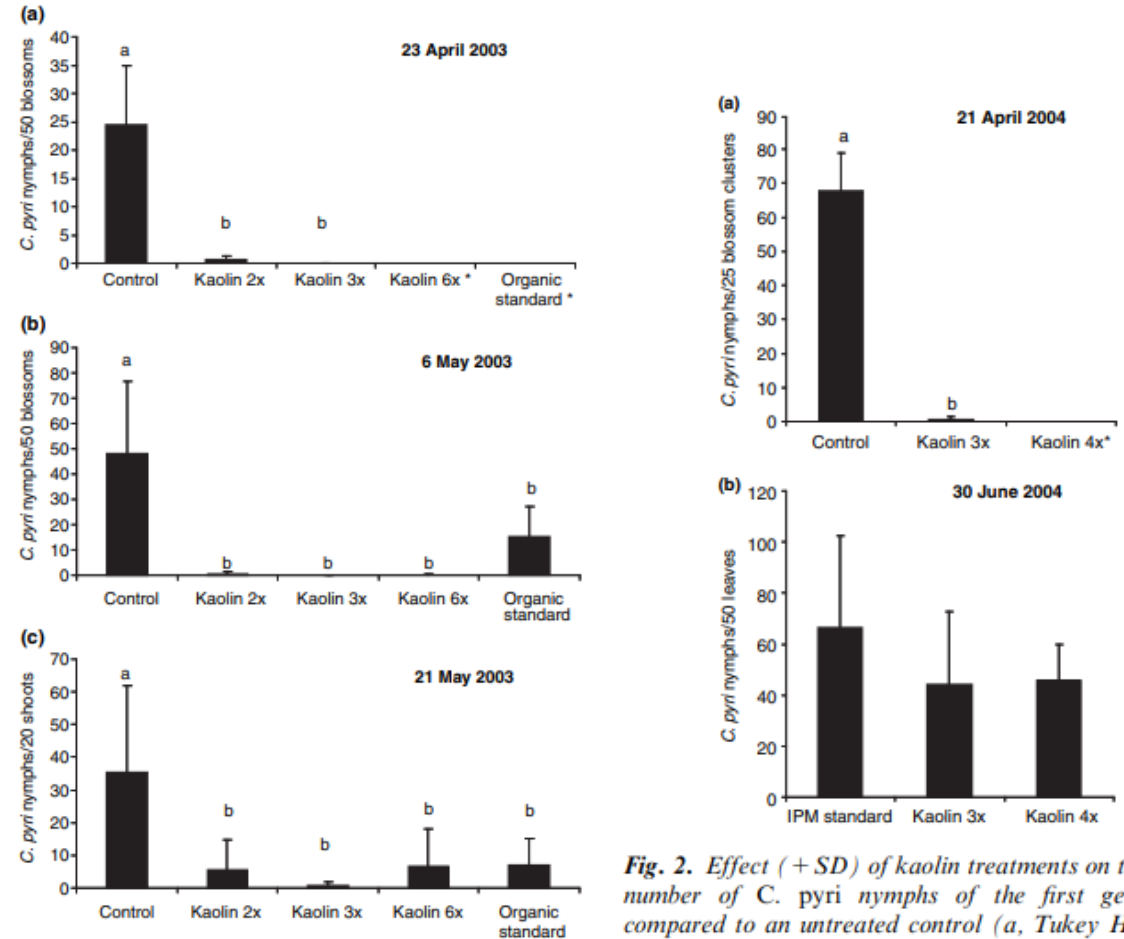 (a)
40
35
30
25
20
15
10
5
0
C. pyri nymphs/50 blossoms
23 April 2003
a
b
b
Control
Kaolin 2x
Kaolin 3x
Kaolin 6x *
Organic
standard *
(b)
90
80
70
60
50
40
30
20
10
0
C. pyri nymphs/50 blossoms
6 May 2003
a
b
b
b
b
Control
Kaolin 2x
Kaolin 3x
Kaolin 6x
Organic
standard
(c)
70
60
50
40
30
20
10
0
C. pyri nymphs/20 shoots
21 May 2003
a
b
b
b
b
Control
Kaolin 2x
Kaolin 3x
Kaolin 6x
Organic
standard
(a)
90
80
70
60
50
40
30
20
10
0
C. pyri nymphs/25 blossom clusters
21 April 2004
a
b
Control
Kaolin 3x
Kaolin 4x*
(b)
120
100
80
60
40
20
0
C. pyri nymphs/50 leaves
30 June 2004
IPM standard
Kaolin 3x
Kaolin 4x
Fig. 2. Effect (+SD) of kaolin treatments on t
number of C. pyri nymphs of the first ge
compared to an untreated control (a, Tukey H